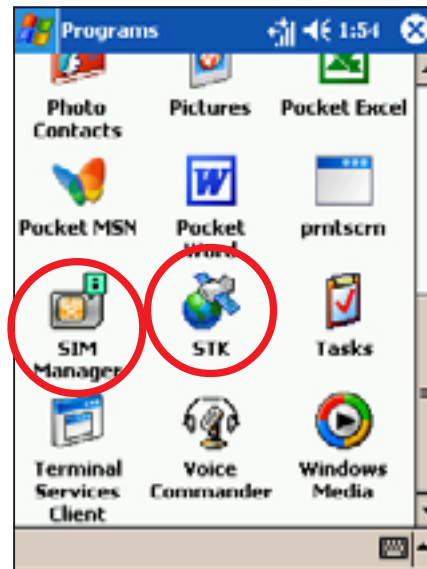 Programs 1:54
Photo Contacts Pictures Pocket Excel
Pocket MSN Pocket Word prntscrn
SIM Manager STK Tasks
Terminal Services Client Voice Commander Windows Media